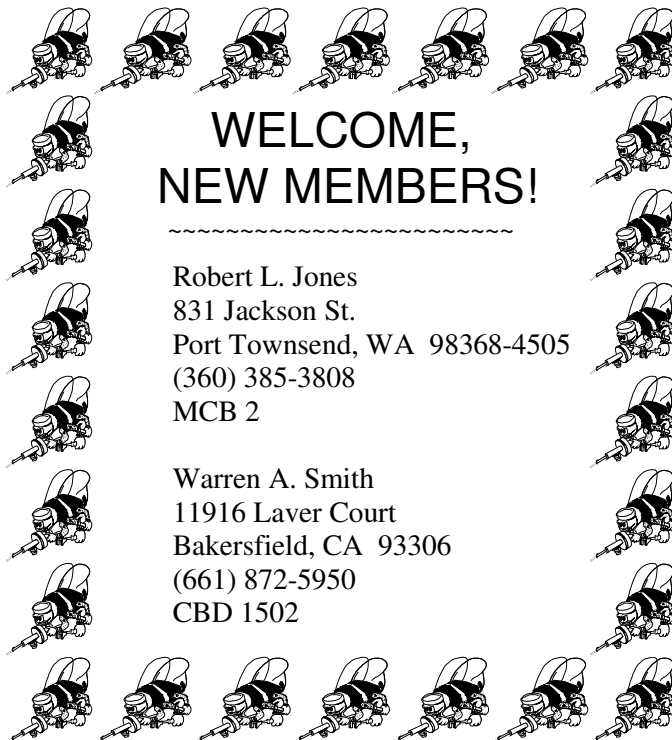 WELCOME,
NEW MEMBERS!
~~~~~~~~~~~~~~~~~~~~~~~~
Robert L. Jones
831 Jackson St.
Port Townsend, WA  98368-4505
(360) 385-3808
MCB 2
Warren A. Smith
11916 Laver Court
Bakersfield, CA  93306
(661) 872-5950
CBD 1502